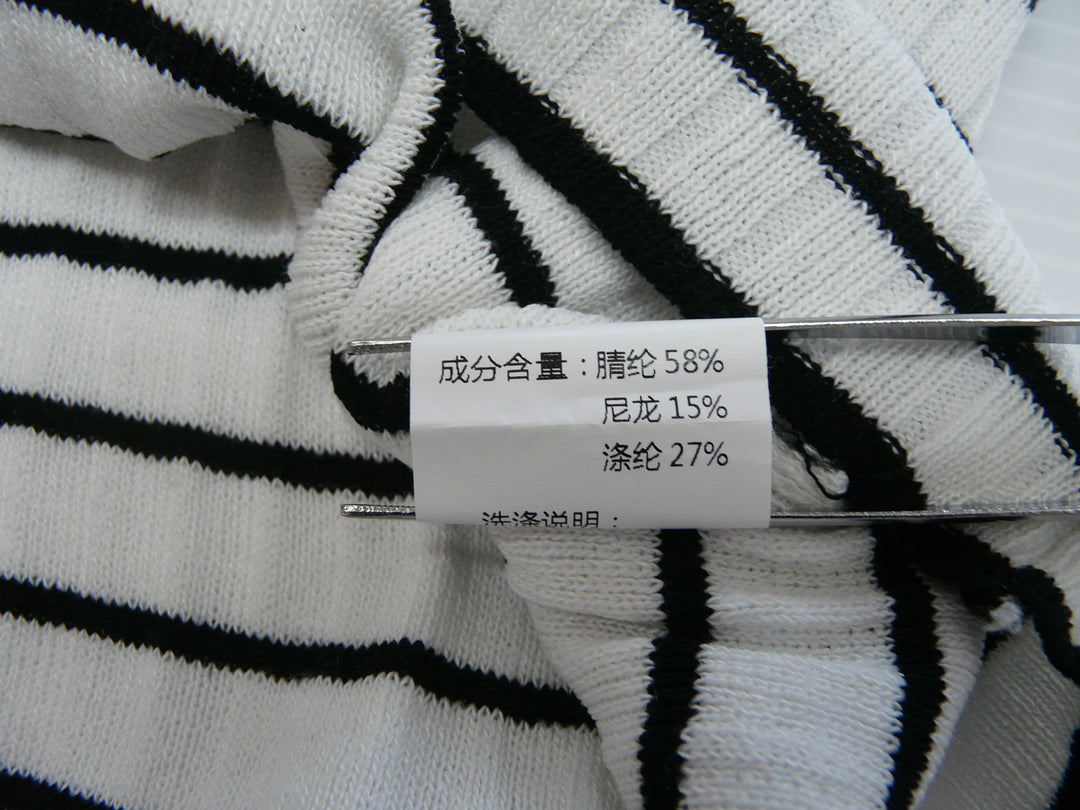 成分含量：腈纶 58%
尼龙 15%
涤纶 27%
洗涤说明：